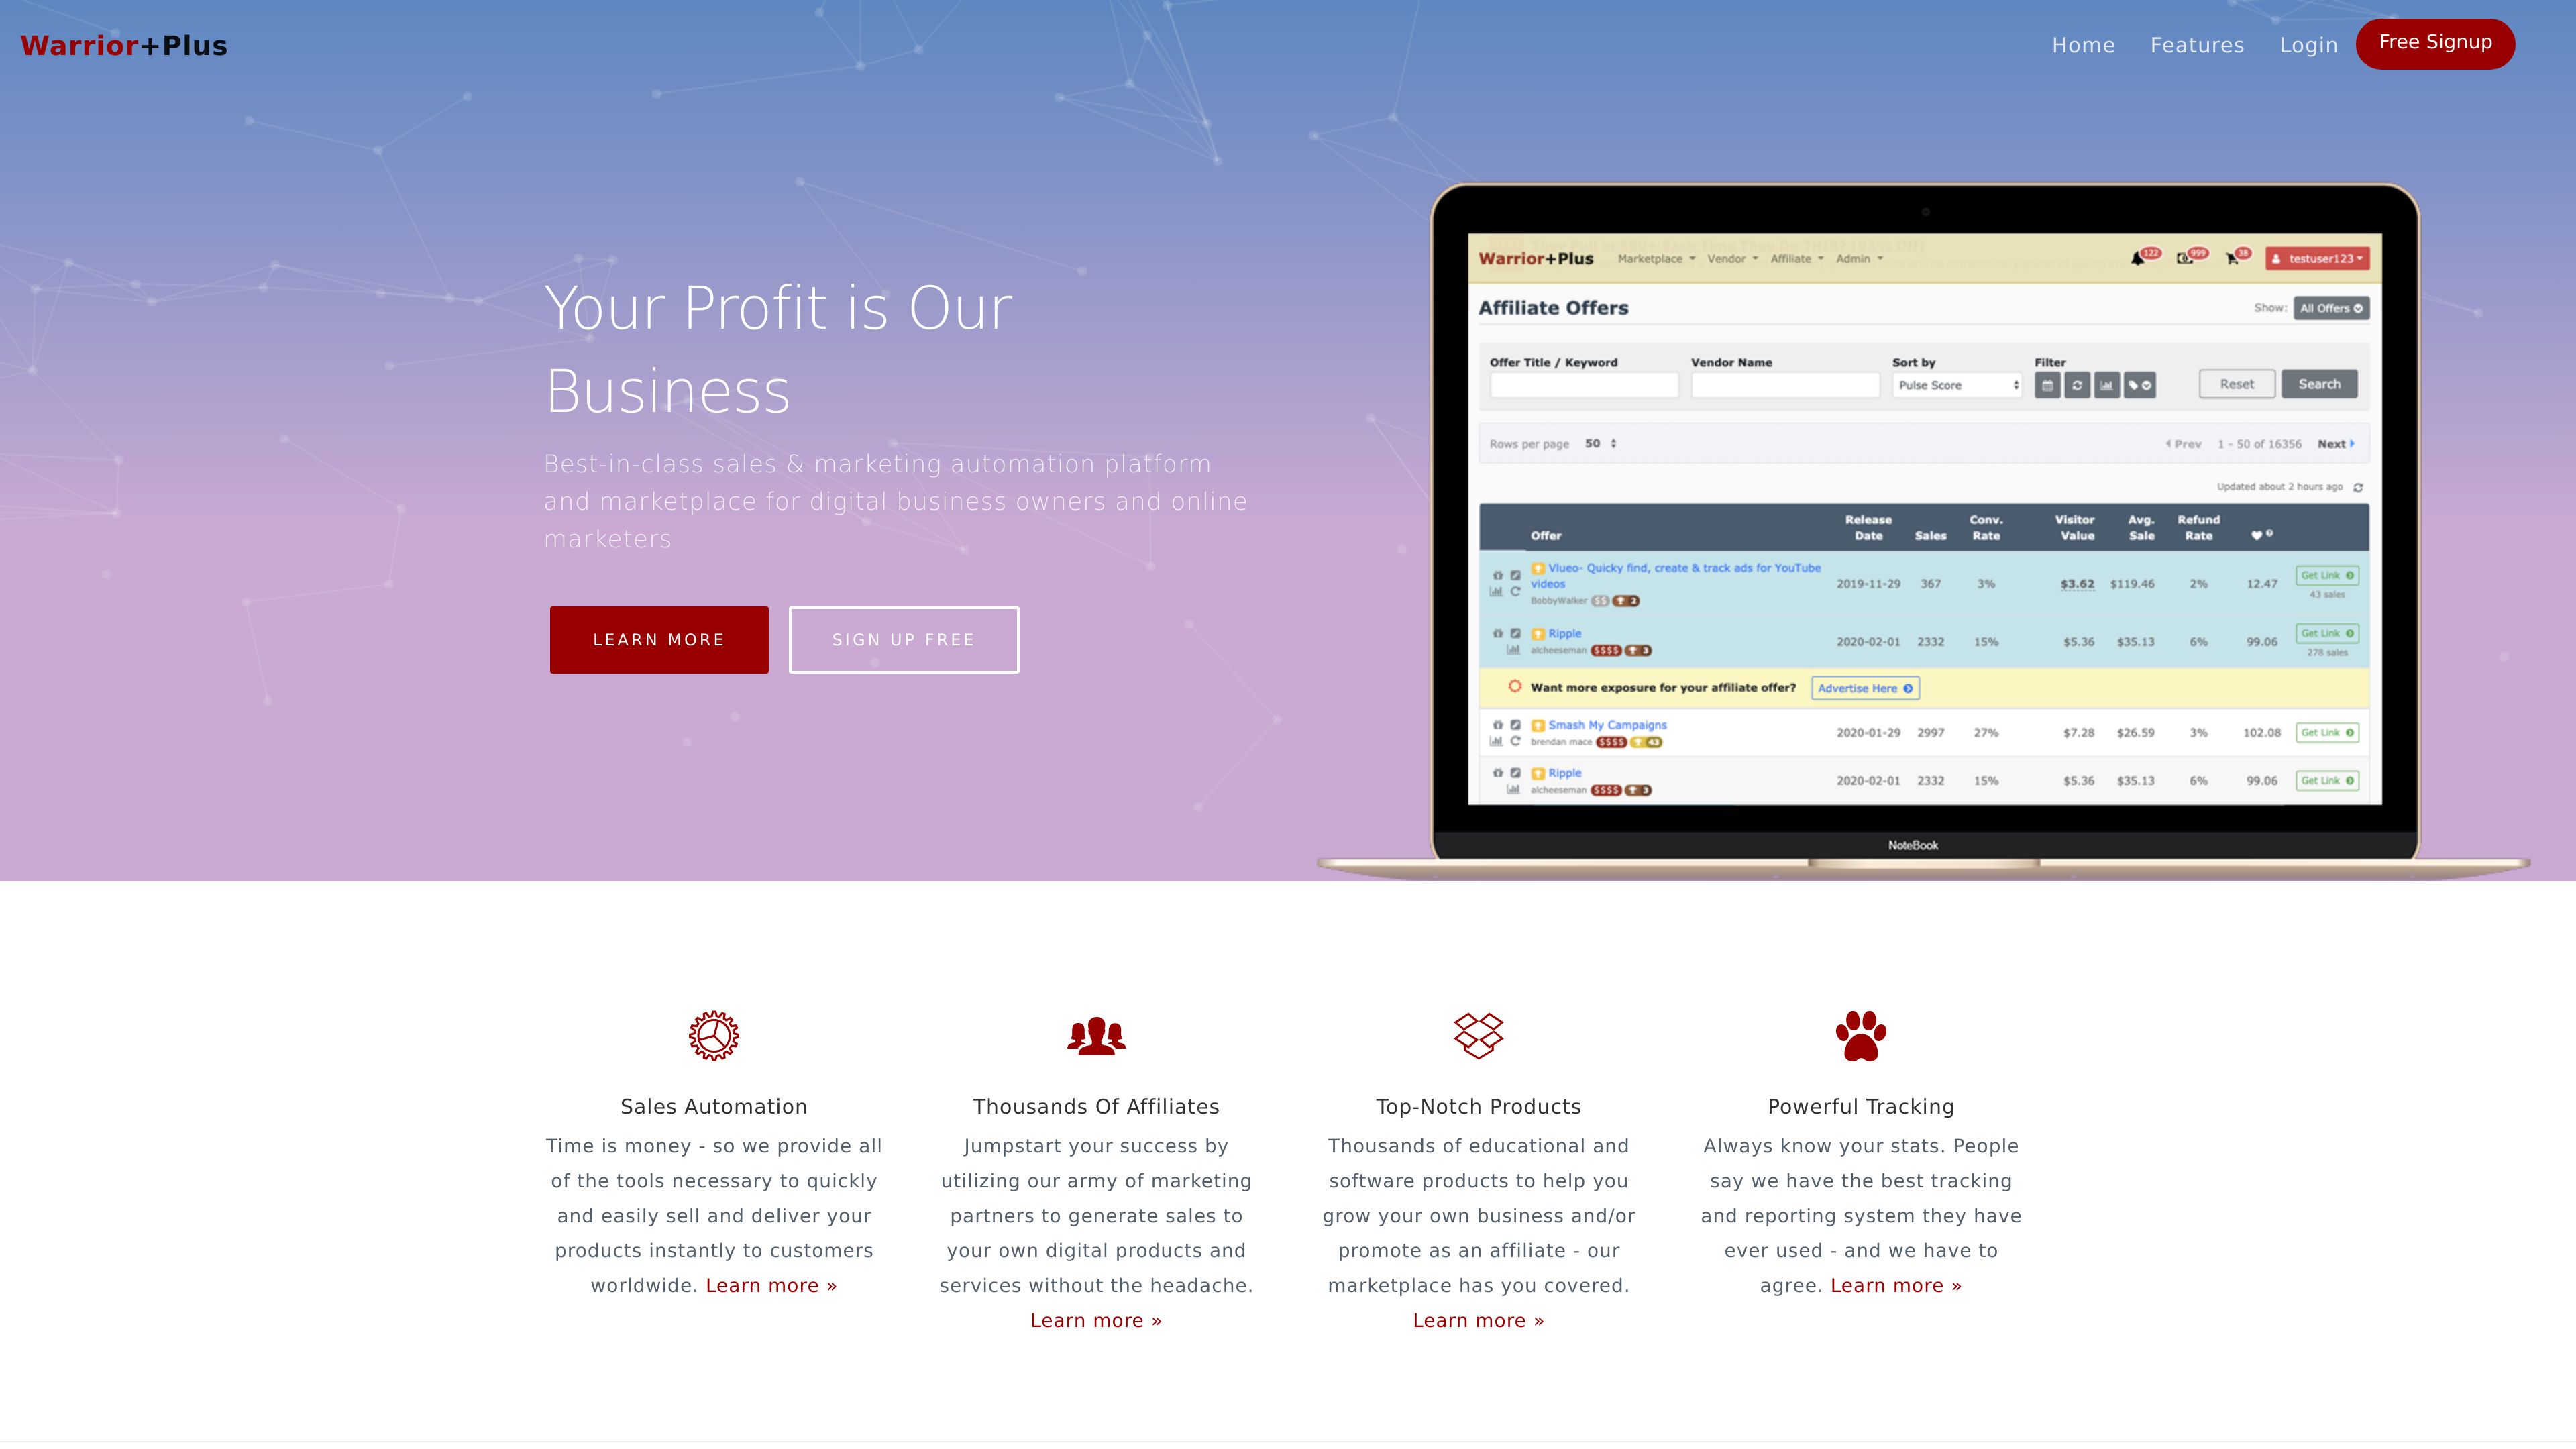 Warrior+Plus
Home Features Login Free Signup
Your Profit is Our
Business
Best-in-class sales & marketing automation platform
and marketplace for digital business owners and online
marketers
LEARN MORE SIGN UP FREE
Warrior+Plus Marketplace Vendor Affiliate Admin 122 999 38 testuser123
Affiliate Offers Show: All Offers
Offer Title / Keyword Vendor Name Sort by Filter
Pulse Score Reset Search
Rows per page 50 Prev 1 - 50 of 16356 Next
Updated about 2 hours ago
Release Conv. Visitor Avg. Refund
Offer Date Sales Rate Value Sale Rate
Vlueo- Quicky find, create & track ads for YouTube
videos 2019-11-29 367 3% $3.62 $119.46 2% 12.47 Get Link
BobbyWalker $$ 2 43 sales
Ripple 2020-02-01 2332 15% $5.36 $35.13 6% 99.06 Get Link
alcheeseman $$$$ 3 278 sales
Want more exposure for your affiliate offer? Advertise Here
Smash My Campaigns 2020-01-29 2997 27% $7.28 $26.59 3% 102.08 Get Link
brendan mace $$$$ 43
Ripple 2020-02-01 2332 15% $5.36 $35.13 6% 99.06 Get Link
alcheeseman $$$$ 3
NoteBook
Sales Automation
Time is money - so we provide all
of the tools necessary to quickly
and easily sell and deliver your
products instantly to customers
worldwide. Learn more »
Thousands Of Affiliates
Jumpstart your success by
utilizing our army of marketing
partners to generate sales to
your own digital products and
services without the headache.
Learn more »
Top-Notch Products
Thousands of educational and
software products to help you
grow your own business and/or
promote as an affiliate - our
marketplace has you covered.
Learn more »
Powerful Tracking
Always know your stats. People
say we have the best tracking
and reporting system they have
ever used - and we have to
agree. Learn more »